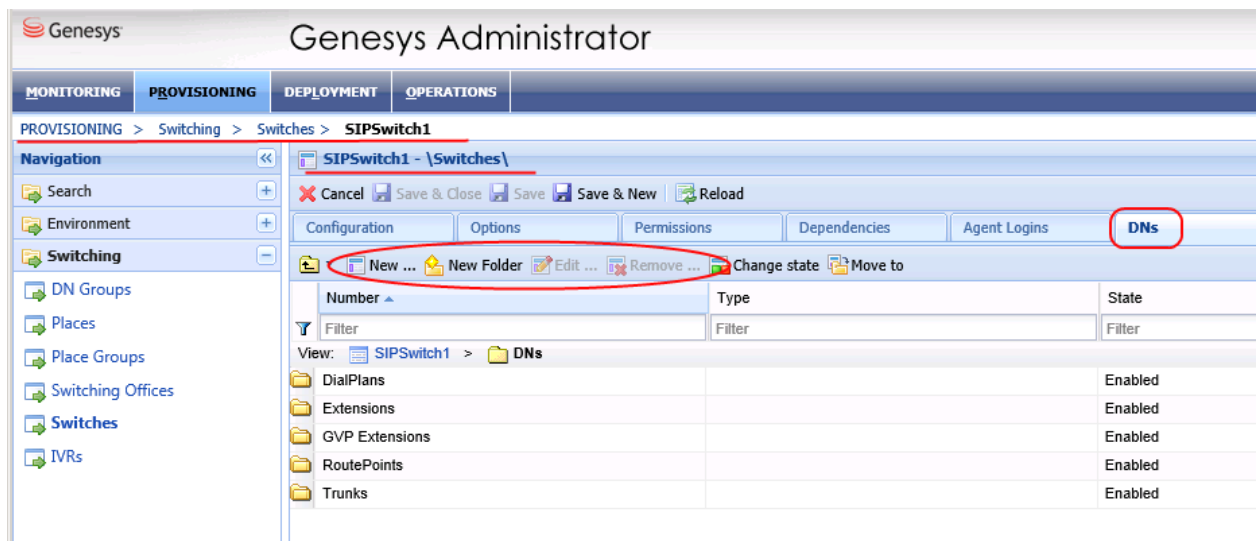 Genesys
Genesys Administrator
MONITORING PROVISIONING DEPLOYMENT OPERATIONS
PROVISIONING > Switching > Switches > SIPSwitch1
Navigation
SIPSwitch1 - \Switches\
Search
Cancel Save & Close Save Save & New Reload
Environment
Configuration Options Permissions Dependencies Agent Logins DNs
Switching
New ... New Folder Edit ... Remove ... Change state Move to
DN Groups
Places
Place Groups
Switching Offices
Switches
IVRs
Number Type State
Filter Filter Filter
View: SIPSwitch1 > DNs
DialPlans Enabled
Extensions Enabled
GVP Extensions Enabled
RoutePoints Enabled
Trunks Enabled